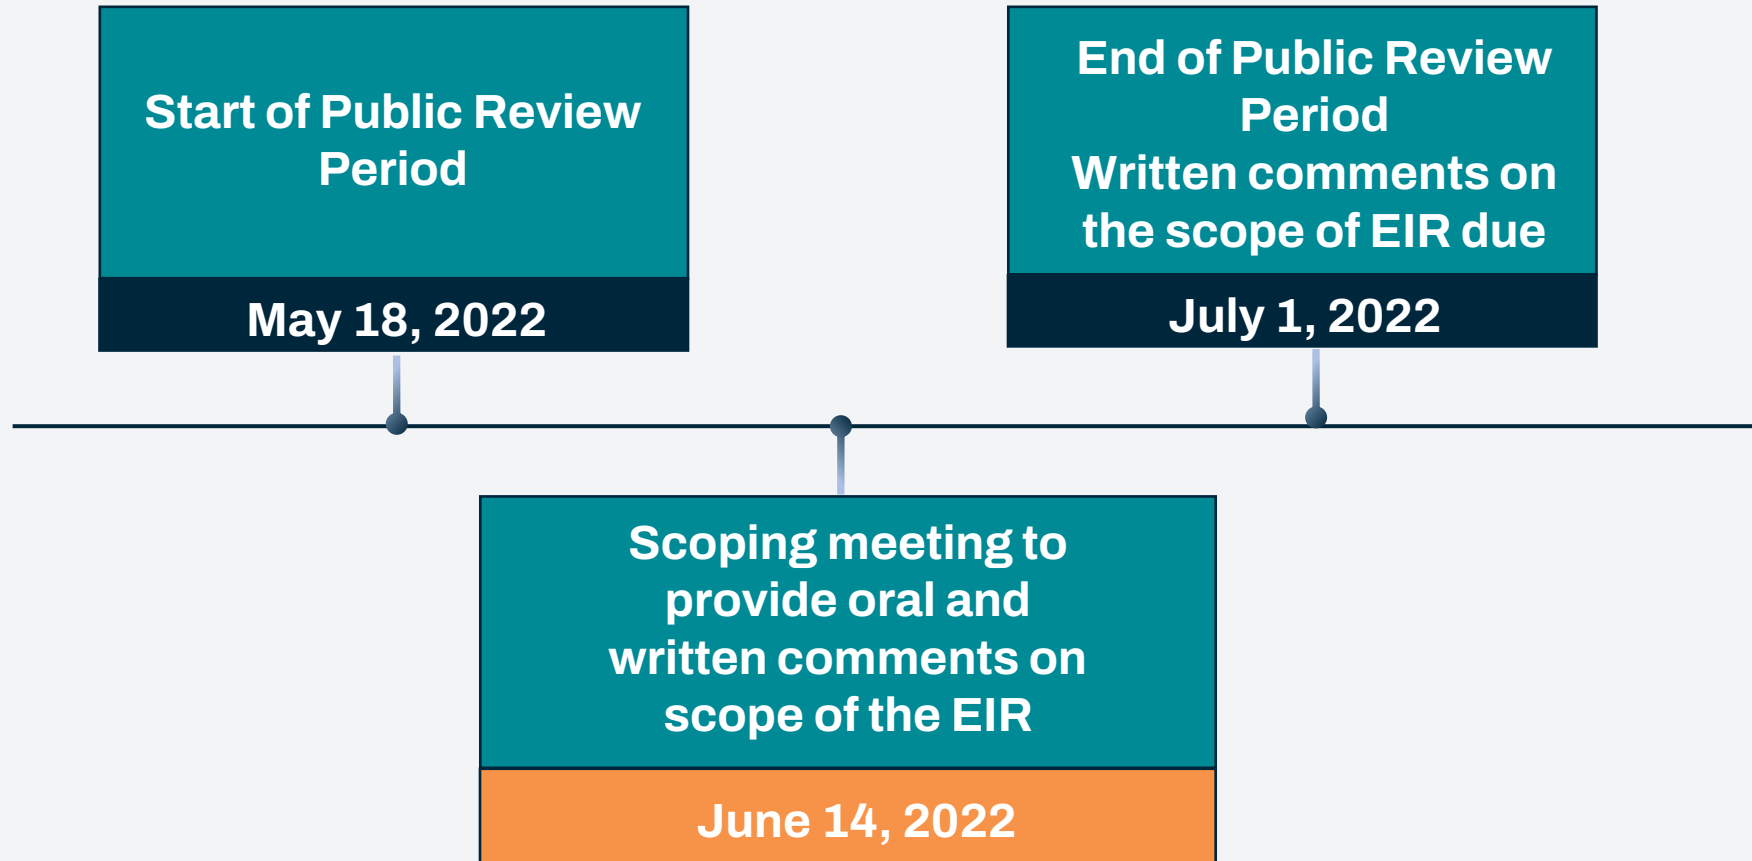 Start of Public Review
Period
May 18, 2022
End of Public Review
Period
Written comments on
the scope of EIR due
July 1, 2022
Scoping meeting to
provide oral and
written comments on
scope of the EIR
June 14, 2022